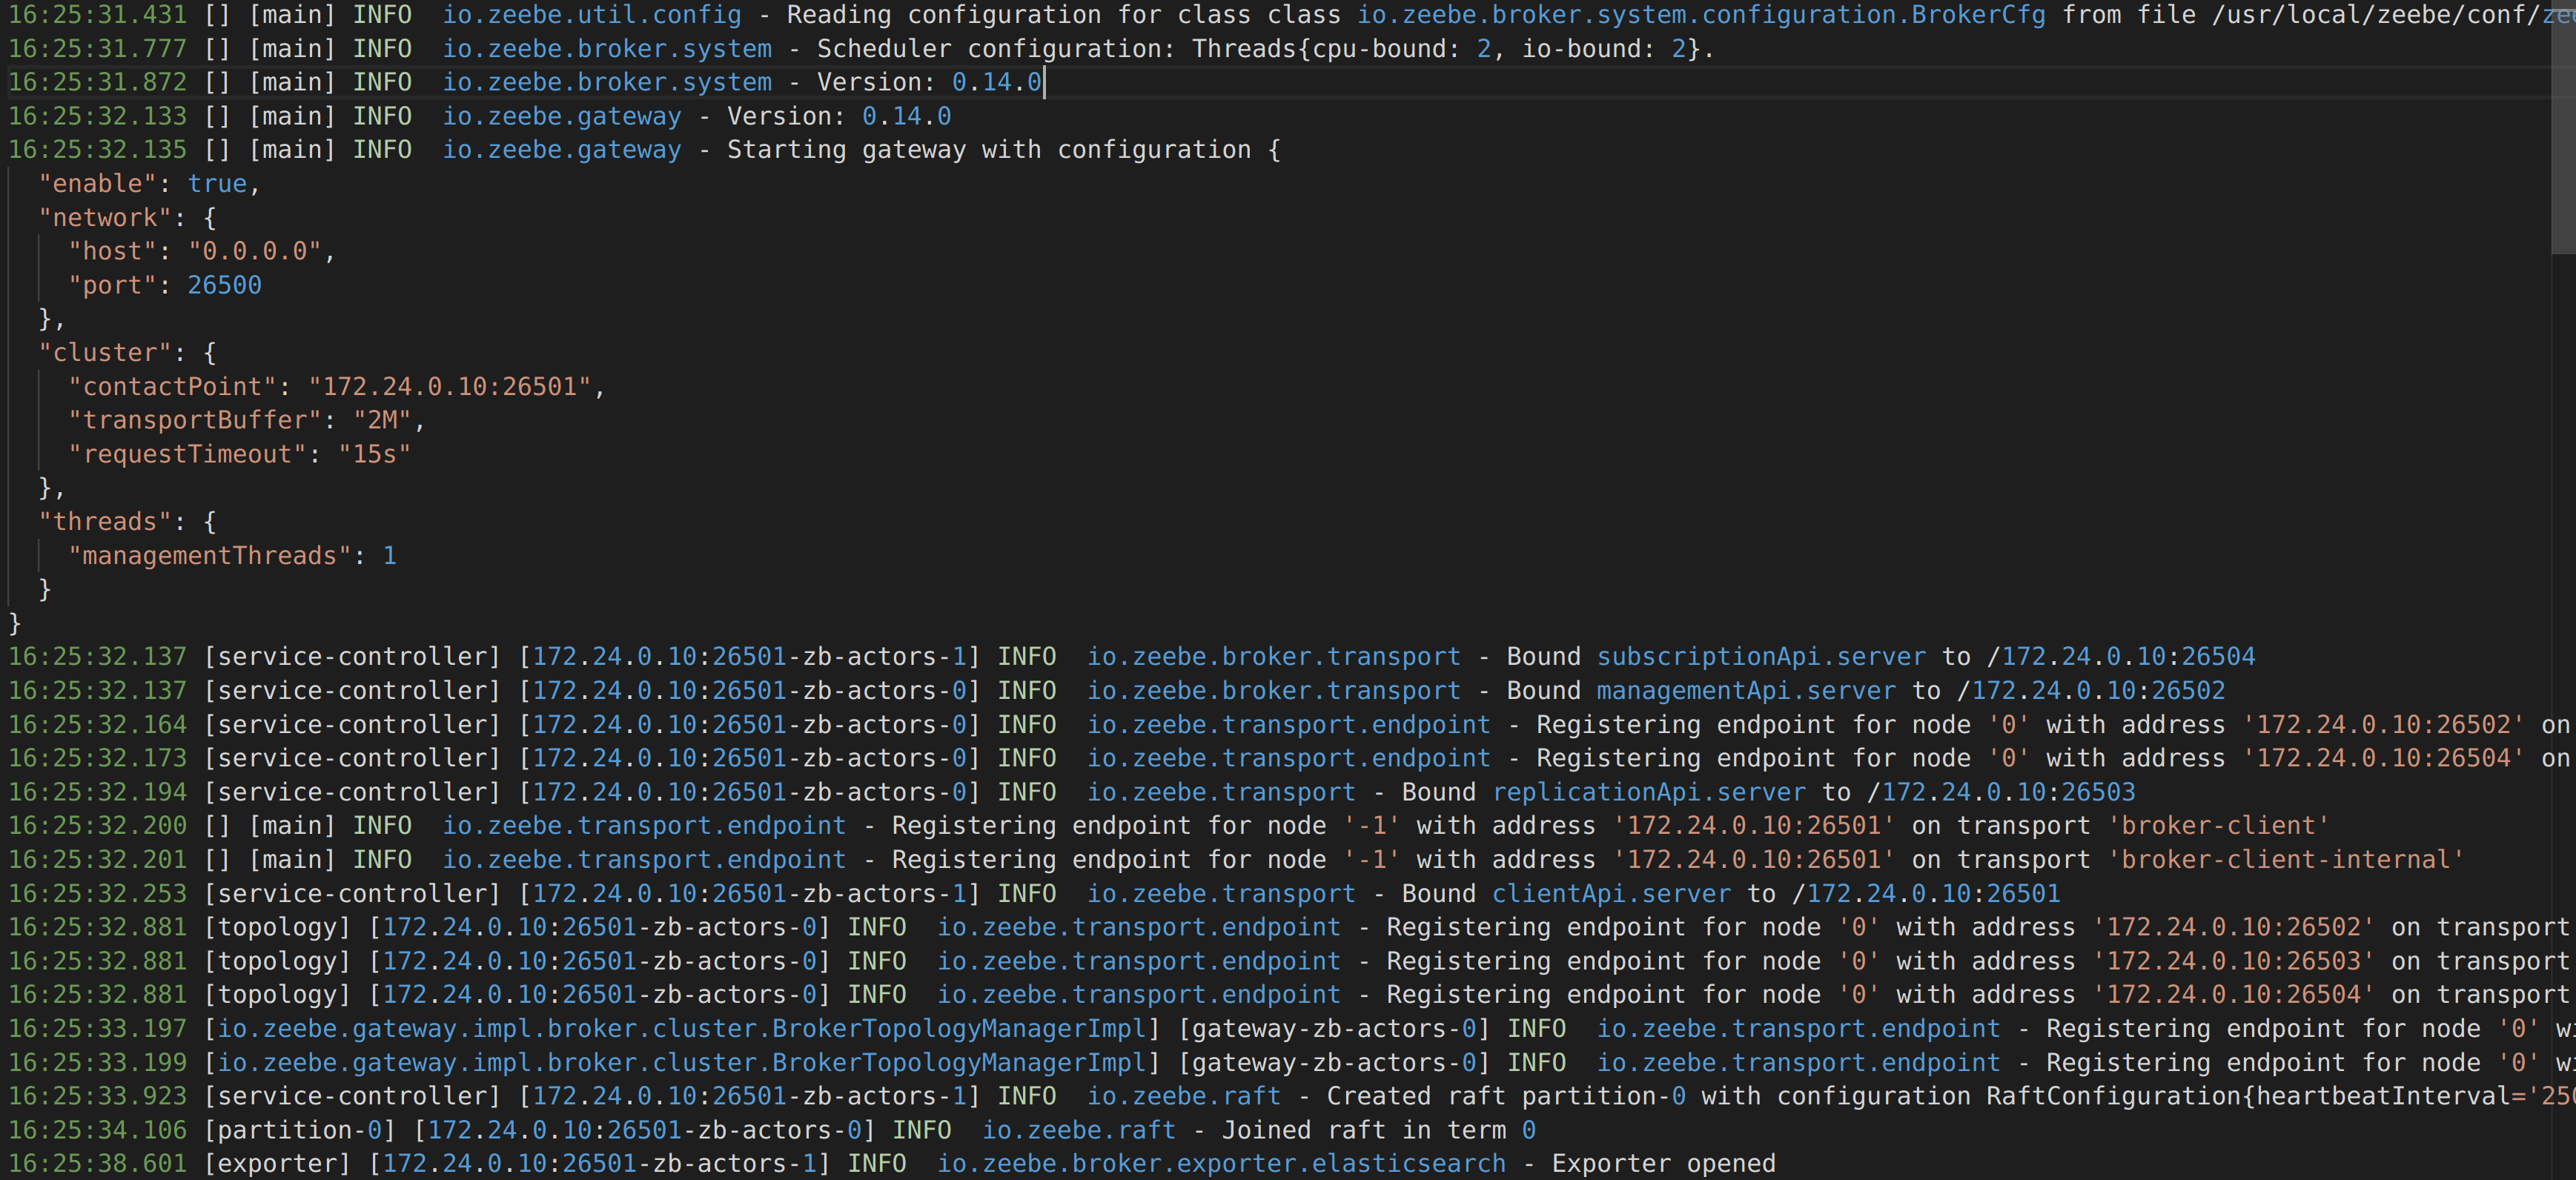 16:25:31.431 [] [main] INFO  io.zeebe.util.config - Reading configuration for class class io.zeebe.broker.system.configuration.BrokerCfg from file /usr/local/zeebe/conf/zee
16:25:31.777 [] [main] INFO  io.zeebe.broker.system - Scheduler configuration: Threads{cpu-bound: 2, io-bound: 2}.
16:25:31.872 [] [main] INFO  io.zeebe.broker.system - Version: 0.14.0
16:25:32.133 [] [main] INFO  io.zeebe.gateway - Version: 0.14.0
16:25:32.135 [] [main] INFO  io.zeebe.gateway - Starting gateway with configuration {
  "enable": true,
  "network": {
    "host": "0.0.0.0",
    "port": 26500
  },
  "cluster": {
    "contactPoint": "172.24.0.10:26501",
    "transportBuffer": "2M",
    "requestTimeout": "15s"
  },
  "threads": {
    "managementThreads": 1
  }
}
16:25:32.137 [service-controller] [172.24.0.10:26501-zb-actors-1] INFO  io.zeebe.broker.transport - Bound subscriptionApi.server to /172.24.0.10:26504
16:25:32.137 [service-controller] [172.24.0.10:26501-zb-actors-0] INFO  io.zeebe.broker.transport - Bound managementApi.server to /172.24.0.10:26502
16:25:32.164 [service-controller] [172.24.0.10:26501-zb-actors-0] INFO  io.zeebe.transport.endpoint - Registering endpoint for node '0' with address '172.24.0.10:26502' on
16:25:32.173 [service-controller] [172.24.0.10:26501-zb-actors-0] INFO  io.zeebe.transport.endpoint - Registering endpoint for node '0' with address '172.24.0.10:26504' on
16:25:32.194 [service-controller] [172.24.0.10:26501-zb-actors-0] INFO  io.zeebe.transport - Bound replicationApi.server to /172.24.0.10:26503
16:25:32.200 [] [main] INFO  io.zeebe.transport.endpoint - Registering endpoint for node '-1' with address '172.24.0.10:26501' on transport 'broker-client'
16:25:32.201 [] [main] INFO  io.zeebe.transport.endpoint - Registering endpoint for node '-1' with address '172.24.0.10:26501' on transport 'broker-client-internal'
16:25:32.253 [service-controller] [172.24.0.10:26501-zb-actors-1] INFO  io.zeebe.transport - Bound clientApi.server to /172.24.0.10:26501
16:25:32.881 [topology] [172.24.0.10:26501-zb-actors-0] INFO  io.zeebe.transport.endpoint - Registering endpoint for node '0' with address '172.24.0.10:26502' on transport
16:25:32.881 [topology] [172.24.0.10:26501-zb-actors-0] INFO  io.zeebe.transport.endpoint - Registering endpoint for node '0' with address '172.24.0.10:26503' on transport
16:25:32.881 [topology] [172.24.0.10:26501-zb-actors-0] INFO  io.zeebe.transport.endpoint - Registering endpoint for node '0' with address '172.24.0.10:26504' on transport
16:25:33.197 [io.zeebe.gateway.impl.broker.cluster.BrokerTopologyManagerImpl] [gateway-zb-actors-0] INFO  io.zeebe.transport.endpoint - Registering endpoint for node '0' wi
16:25:33.199 [io.zeebe.gateway.impl.broker.cluster.BrokerTopologyManagerImpl] [gateway-zb-actors-0] INFO  io.zeebe.transport.endpoint - Registering endpoint for node '0' wi
16:25:33.923 [service-controller] [172.24.0.10:26501-zb-actors-1] INFO  io.zeebe.raft - Created raft partition-0 with configuration RaftConfiguration{heartbeatInterval='250
16:25:34.106 [partition-0] [172.24.0.10:26501-zb-actors-0] INFO  io.zeebe.raft - Joined raft in term 0
16:25:38.601 [exporter] [172.24.0.10:26501-zb-actors-1] INFO  io.zeebe.broker.exporter.elasticsearch - Exporter opened